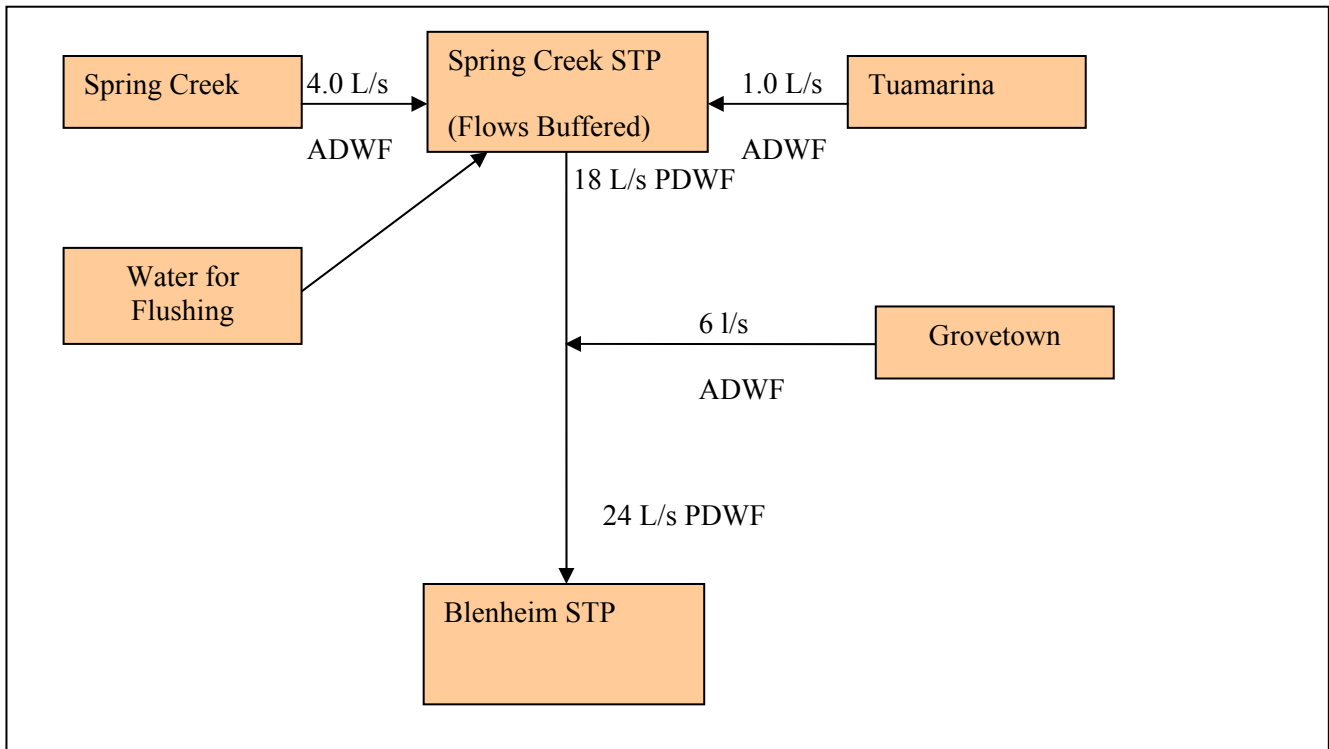 Spring Creek
4.0 L/s
ADWF
Spring Creek STP
(Flows Buffered)
1.0 L/s
ADWF
Tuamarina
18 L/s PDWF
Water for
Flushing
6 l/s
ADWF
Grovetown
24 L/s PDWF
Blenheim STP